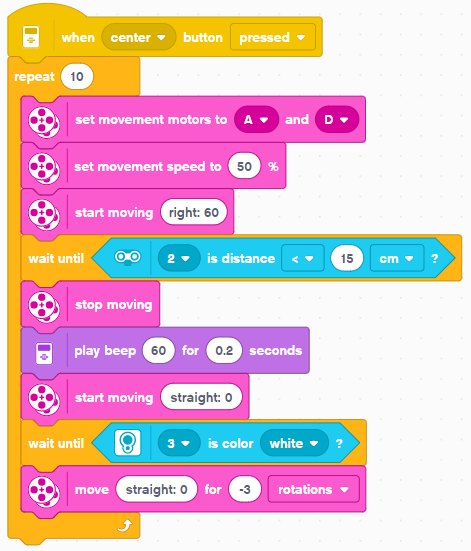 when center button pressed
repeat 10
set movement motors to A and D
set movement speed to 50 %
start moving right: 60
wait until 2 is distance < 15 cm ?
stop moving
play beep 60 for 0.2 seconds
start moving straight: 0
wait until 3 is color white ?
move straight: 0 for -3 rotations